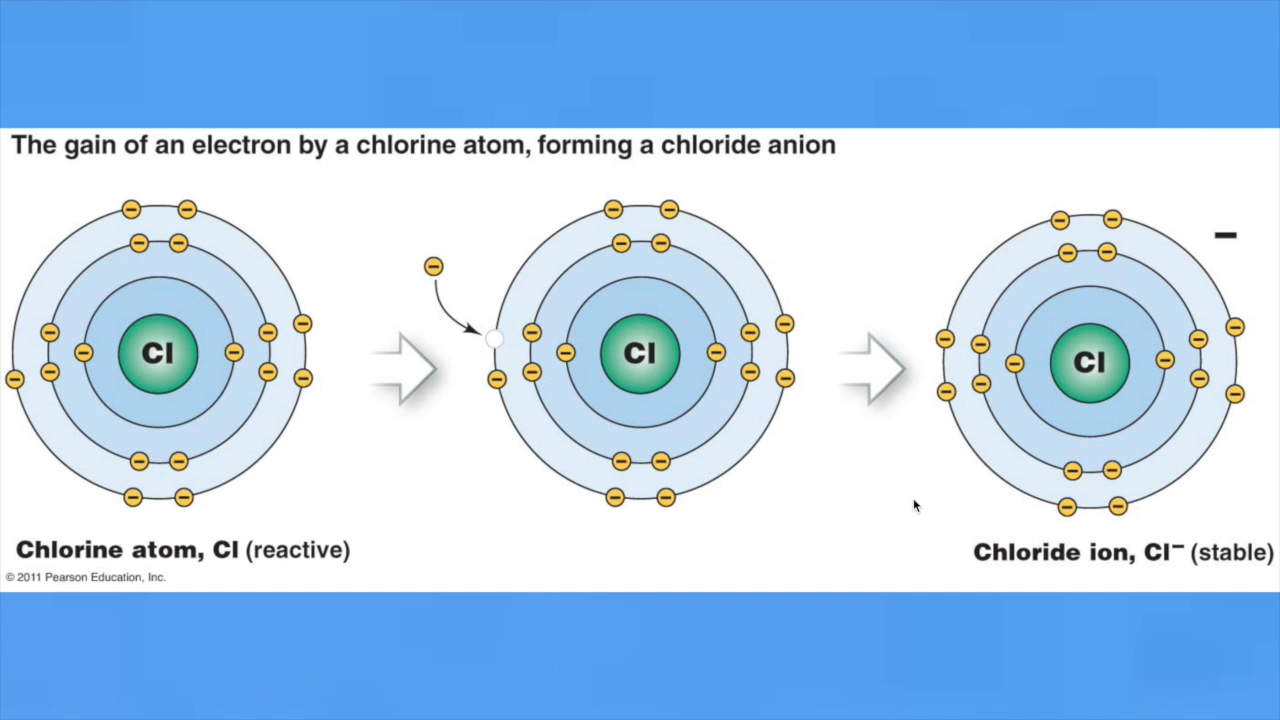 The gain of an electron by a chlorine atom, forming a chloride anion
Cl
Cl
Cl
−
Chlorine atom, Cl (reactive)
Chloride ion, Cl⁻ (stable)
© 2011 Pearson Education, Inc.